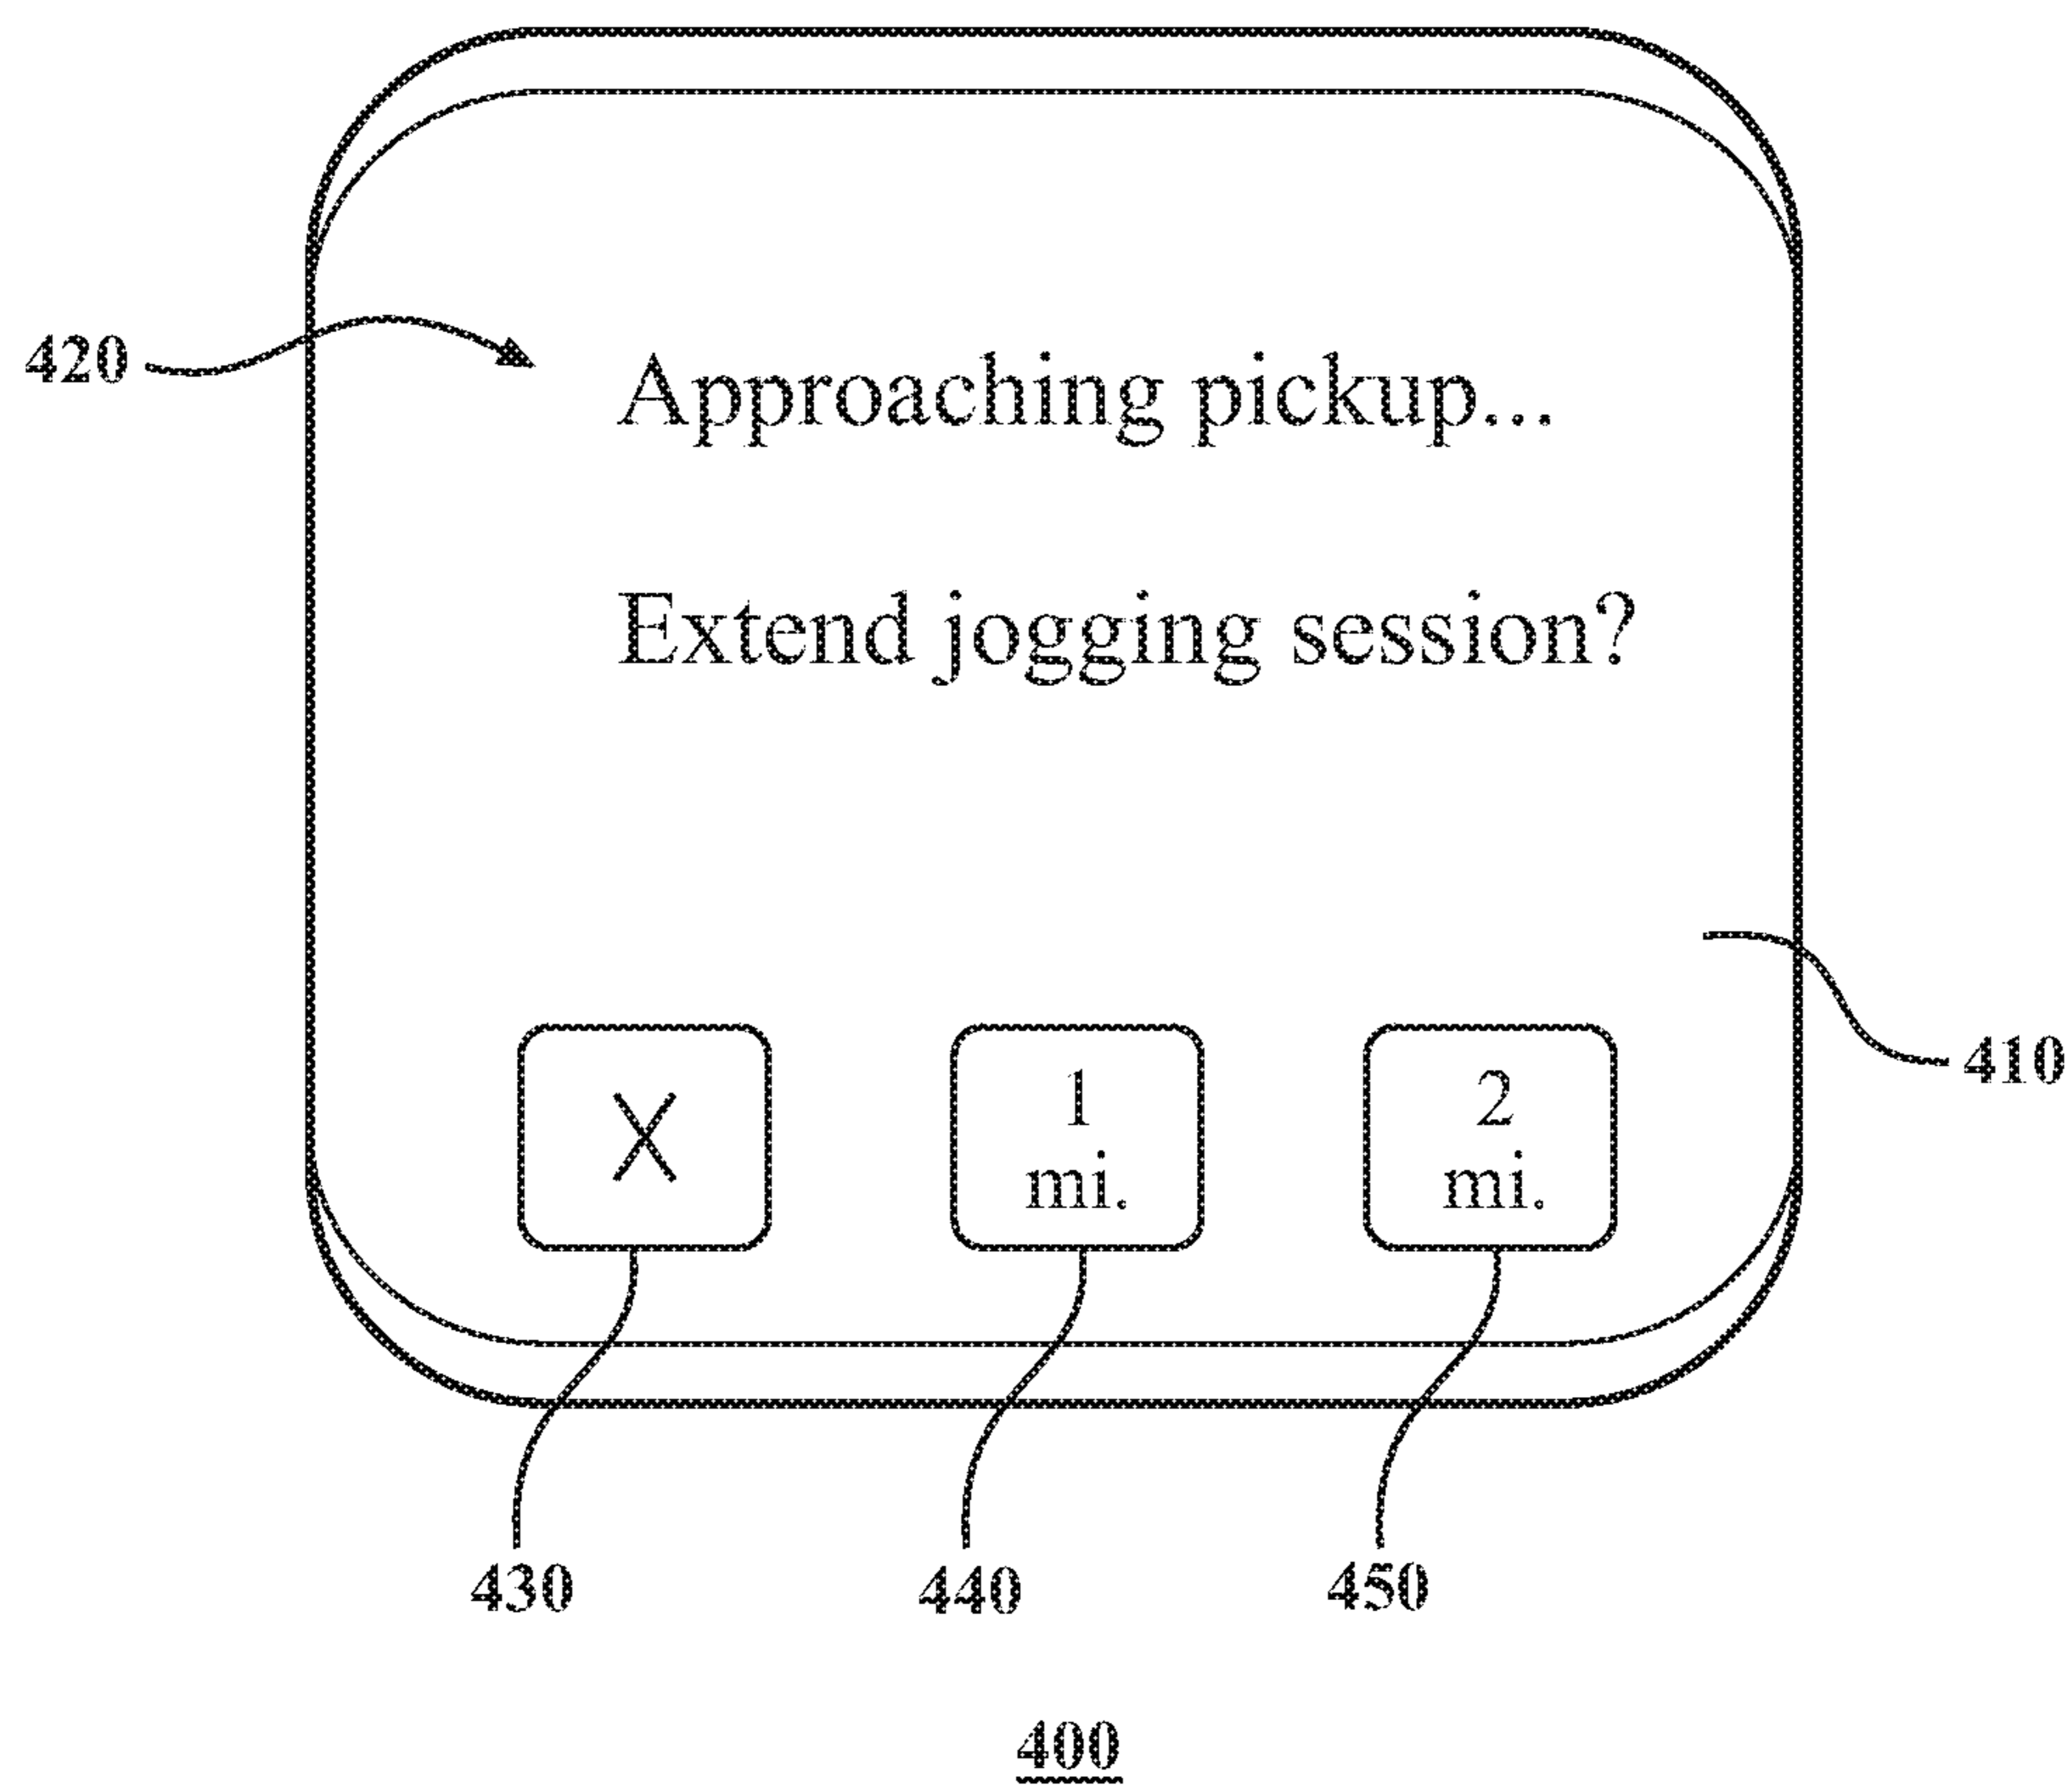 420
Approaching pickup...
Extend jogging session?
410
X
1
mi.
2
mi.
430
440
450
400